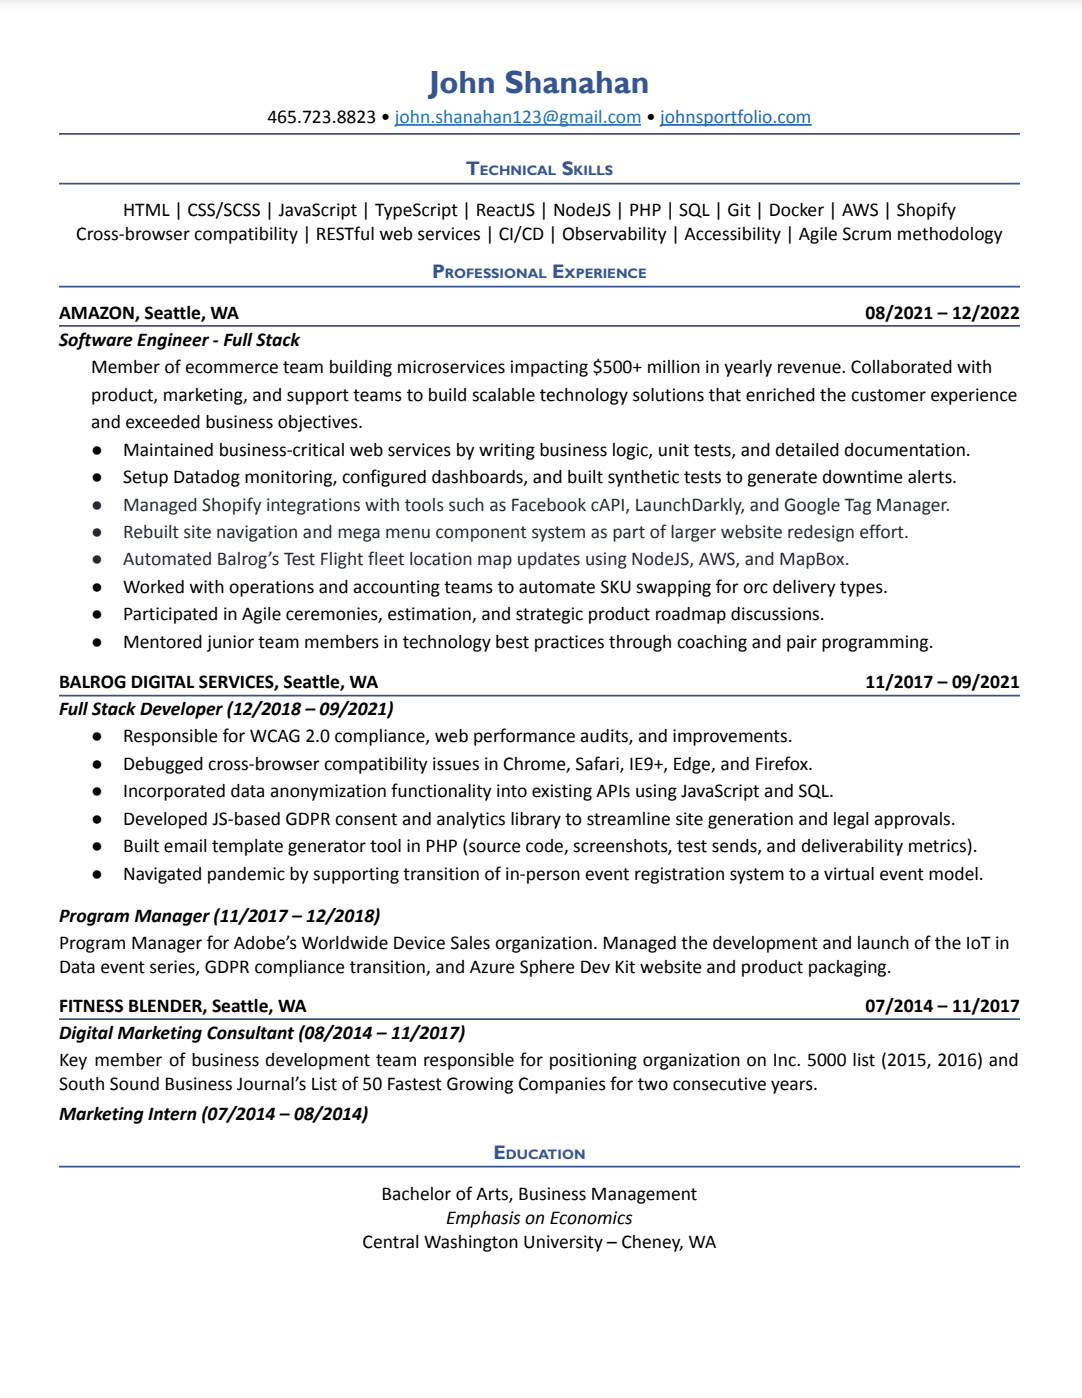 John Shanahan
465.723.8823 • john.shanahan123@gmail.com • johnsportfolio.com
Technical Skills
HTML | CSS/SCSS | JavaScript | TypeScript | ReactJS | NodeJS | PHP | SQL | Git | Docker | AWS | Shopify
Cross-browser compatibility | RESTful web services | CI/CD | Observability | Accessibility | Agile Scrum methodology
Professional Experience
AMAZON, Seattle, WA 08/2021 – 12/2022
Software Engineer - Full Stack
Member of ecommerce team building microservices impacting $500+ million in yearly revenue. Collaborated with
product, marketing, and support teams to build scalable technology solutions that enriched the customer experience
and exceeded business objectives.
● Maintained business-critical web services by writing business logic, unit tests, and detailed documentation.
● Setup Datadog monitoring, configured dashboards, and built synthetic tests to generate downtime alerts.
● Managed Shopify integrations with tools such as Facebook cAPI, LaunchDarkly, and Google Tag Manager.
● Rebuilt site navigation and mega menu component system as part of larger website redesign effort.
● Automated Balrog’s Test Flight fleet location map updates using NodeJS, AWS, and MapBox.
● Worked with operations and accounting teams to automate SKU swapping for orc delivery types.
● Participated in Agile ceremonies, estimation, and strategic product roadmap discussions.
● Mentored junior team members in technology best practices through coaching and pair programming.
BALROG DIGITAL SERVICES, Seattle, WA 11/2017 – 09/2021
Full Stack Developer (12/2018 – 09/2021)
● Responsible for WCAG 2.0 compliance, web performance audits, and improvements.
● Debugged cross-browser compatibility issues in Chrome, Safari, IE9+, Edge, and Firefox.
● Incorporated data anonymization functionality into existing APIs using JavaScript and SQL.
● Developed JS-based GDPR consent and analytics library to streamline site generation and legal approvals.
● Built email template generator tool in PHP (source code, screenshots, test sends, and deliverability metrics).
● Navigated pandemic by supporting transition of in-person event registration system to a virtual event model.
Program Manager (11/2017 – 12/2018)
Program Manager for Adobe’s Worldwide Device Sales organization. Managed the development and launch of the IoT in
Data event series, GDPR compliance transition, and Azure Sphere Dev Kit website and product packaging.
FITNESS BLENDER, Seattle, WA 07/2014 – 11/2017
Digital Marketing Consultant (08/2014 – 11/2017)
Key member of business development team responsible for positioning organization on Inc. 5000 list (2015, 2016) and
South Sound Business Journal’s List of 50 Fastest Growing Companies for two consecutive years.
Marketing Intern (07/2014 – 08/2014)
Education
Bachelor of Arts, Business Management
Emphasis on Economics
Central Washington University – Cheney, WA